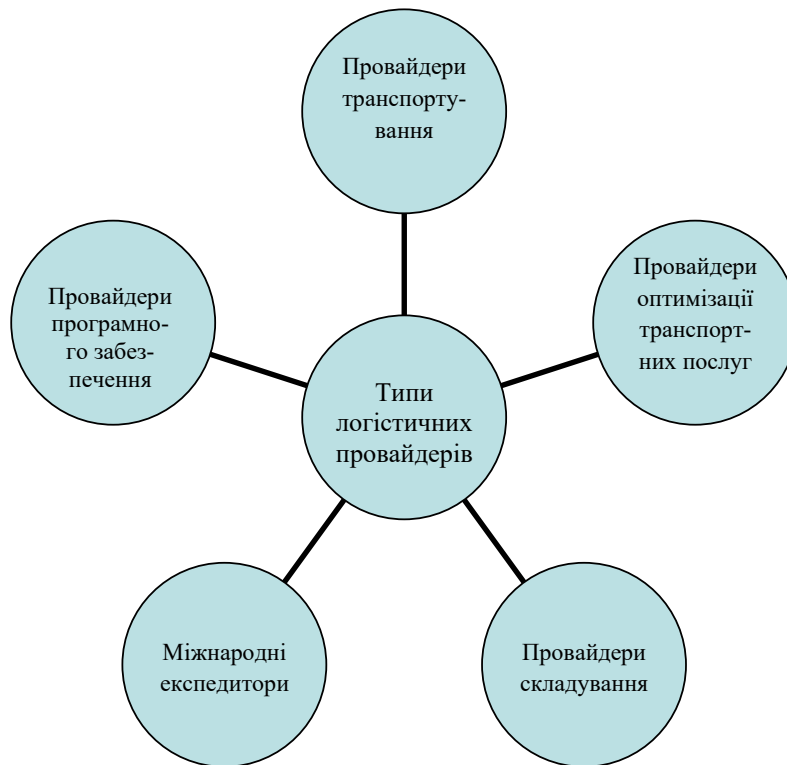 Провайдери
транспорту-
вання
Провайдери
оптимізації
транспорт-
них послуг
Провайдери
програмно-
го забез-
печення
Типи
логістичних
провайдерів
Міжнародні
експедитори
Провайдери
складування